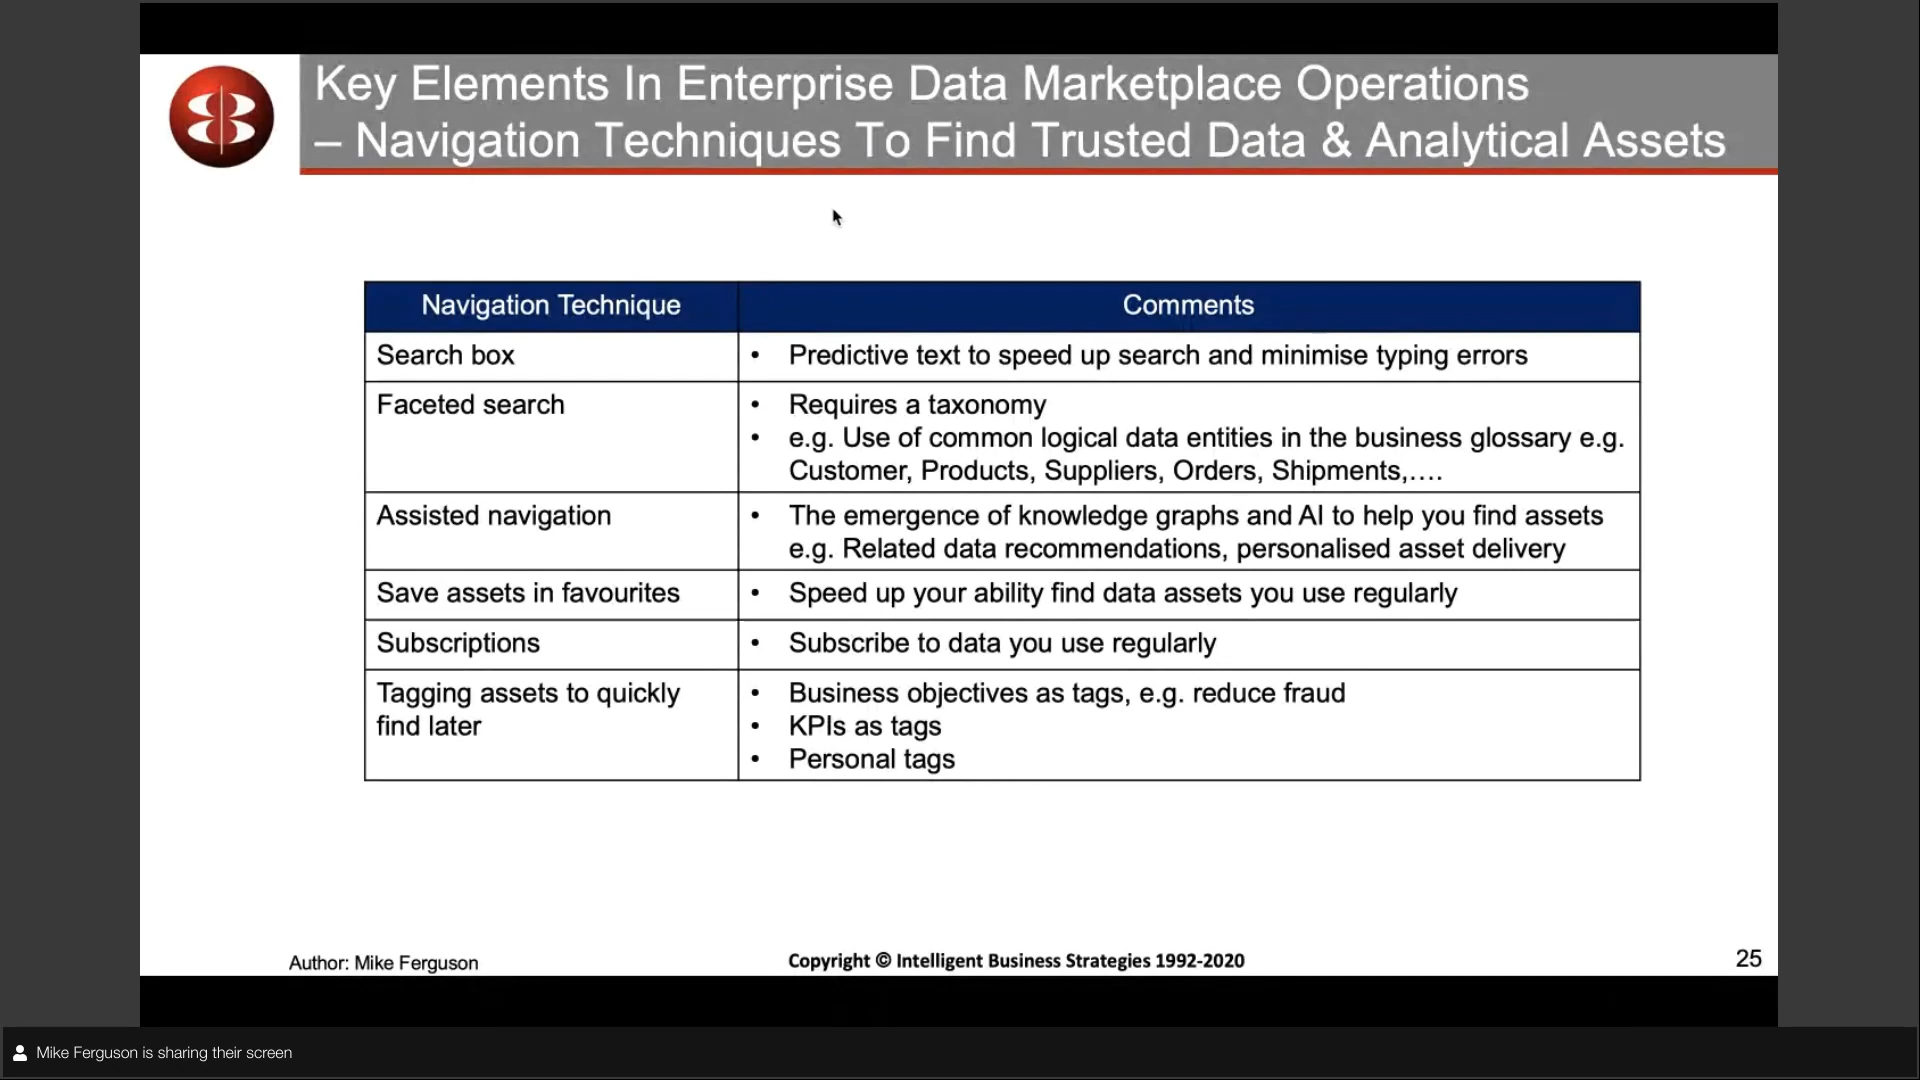 Key Elements In Enterprise Data Marketplace Operations
– Navigation Techniques To Find Trusted Data & Analytical Assets
Navigation Technique
Comments
Search box
• Predictive text to speed up search and minimise typing errors
Faceted search
• Requires a taxonomy
• e.g. Use of common logical data entities in the business glossary e.g.
Customer, Products, Suppliers, Orders, Shipments,….
Assisted navigation
• The emergence of knowledge graphs and AI to help you find assets
e.g. Related data recommendations, personalised asset delivery
Save assets in favourites
• Speed up your ability find data assets you use regularly
Subscriptions
• Subscribe to data you use regularly
Tagging assets to quickly
find later
• Business objectives as tags, e.g. reduce fraud
• KPIs as tags
• Personal tags
Author: Mike Ferguson
Copyright © Intelligent Business Strategies 1992-2020
25
Mike Ferguson is sharing their screen